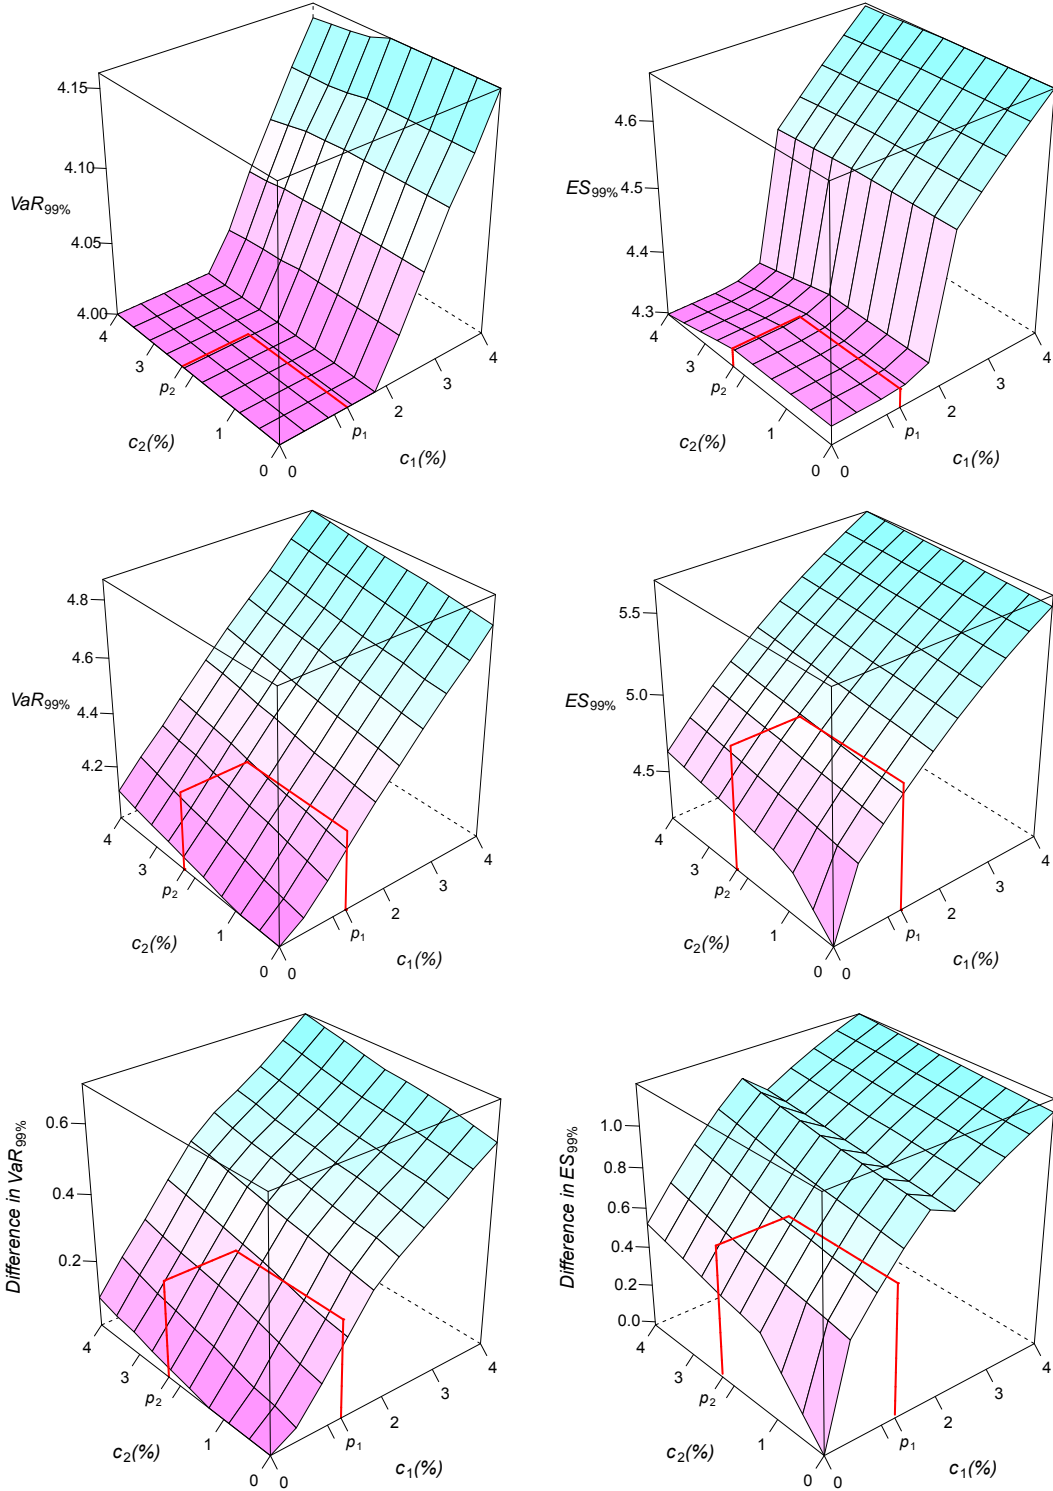 4.15
4.10
VaR99%
4.05
4.00
4
3
p2
1
c2(%)
0
0
c1(%)
p1
2
3
4
4.6
ES99%
4.5
4.4
4.3
4
3
p2
1
c2(%)
0
0
c1(%)
p1
2
3
4
4.8
4.6
VaR99%
4.4
4.2
4
3
p2
1
c2(%)
0
0
c1(%)
p1
2
3
4
5.5
ES99%
5.0
4.5
4
3
p2
1
c2(%)
0
0
c1(%)
p1
2
3
4
Difference in VaR99%
0.6
0.4
0.2
4
3
p2
1
c2(%)
0
0
c1(%)
p1
2
3
4
Difference in ES99%
1.0
0.8
0.6
0.4
0.2
0.0
4
3
p2
1
c2(%)
0
0
c1(%)
p1
2
3
4